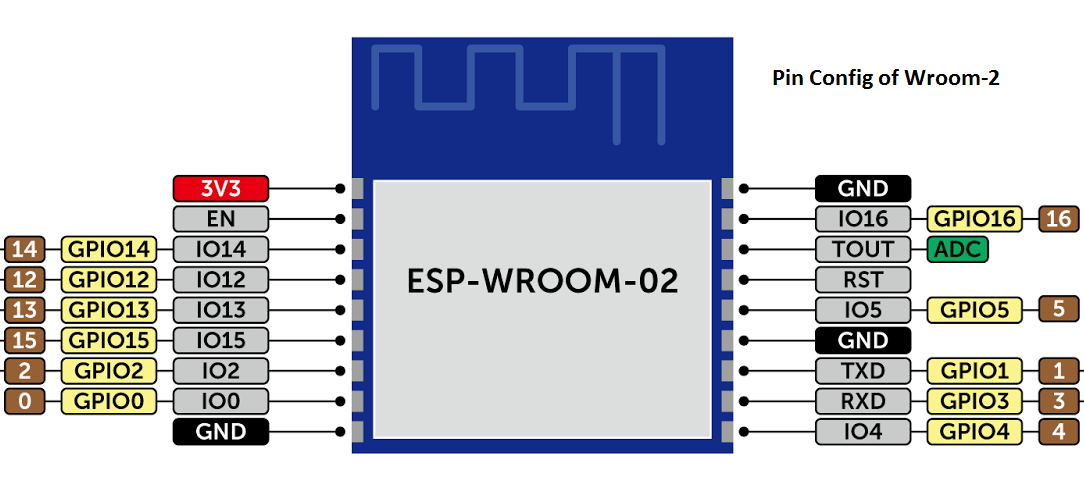 Pin Config of Wroom-2
3V3 GND
EN IO16 GPIO16 16
14 GPIO14 IO14 TOUT ADC
12 GPIO12 IO12 ESP-WROOM-02 RST
13 GPIO13 IO13 IO5 GPIO5 5
15 GPIO15 IO15 GND
2 GPIO2 IO2 TXD GPIO1 1
0 GPIO0 IO0 RXD GPIO3 3
GND IO4 GPIO4 4